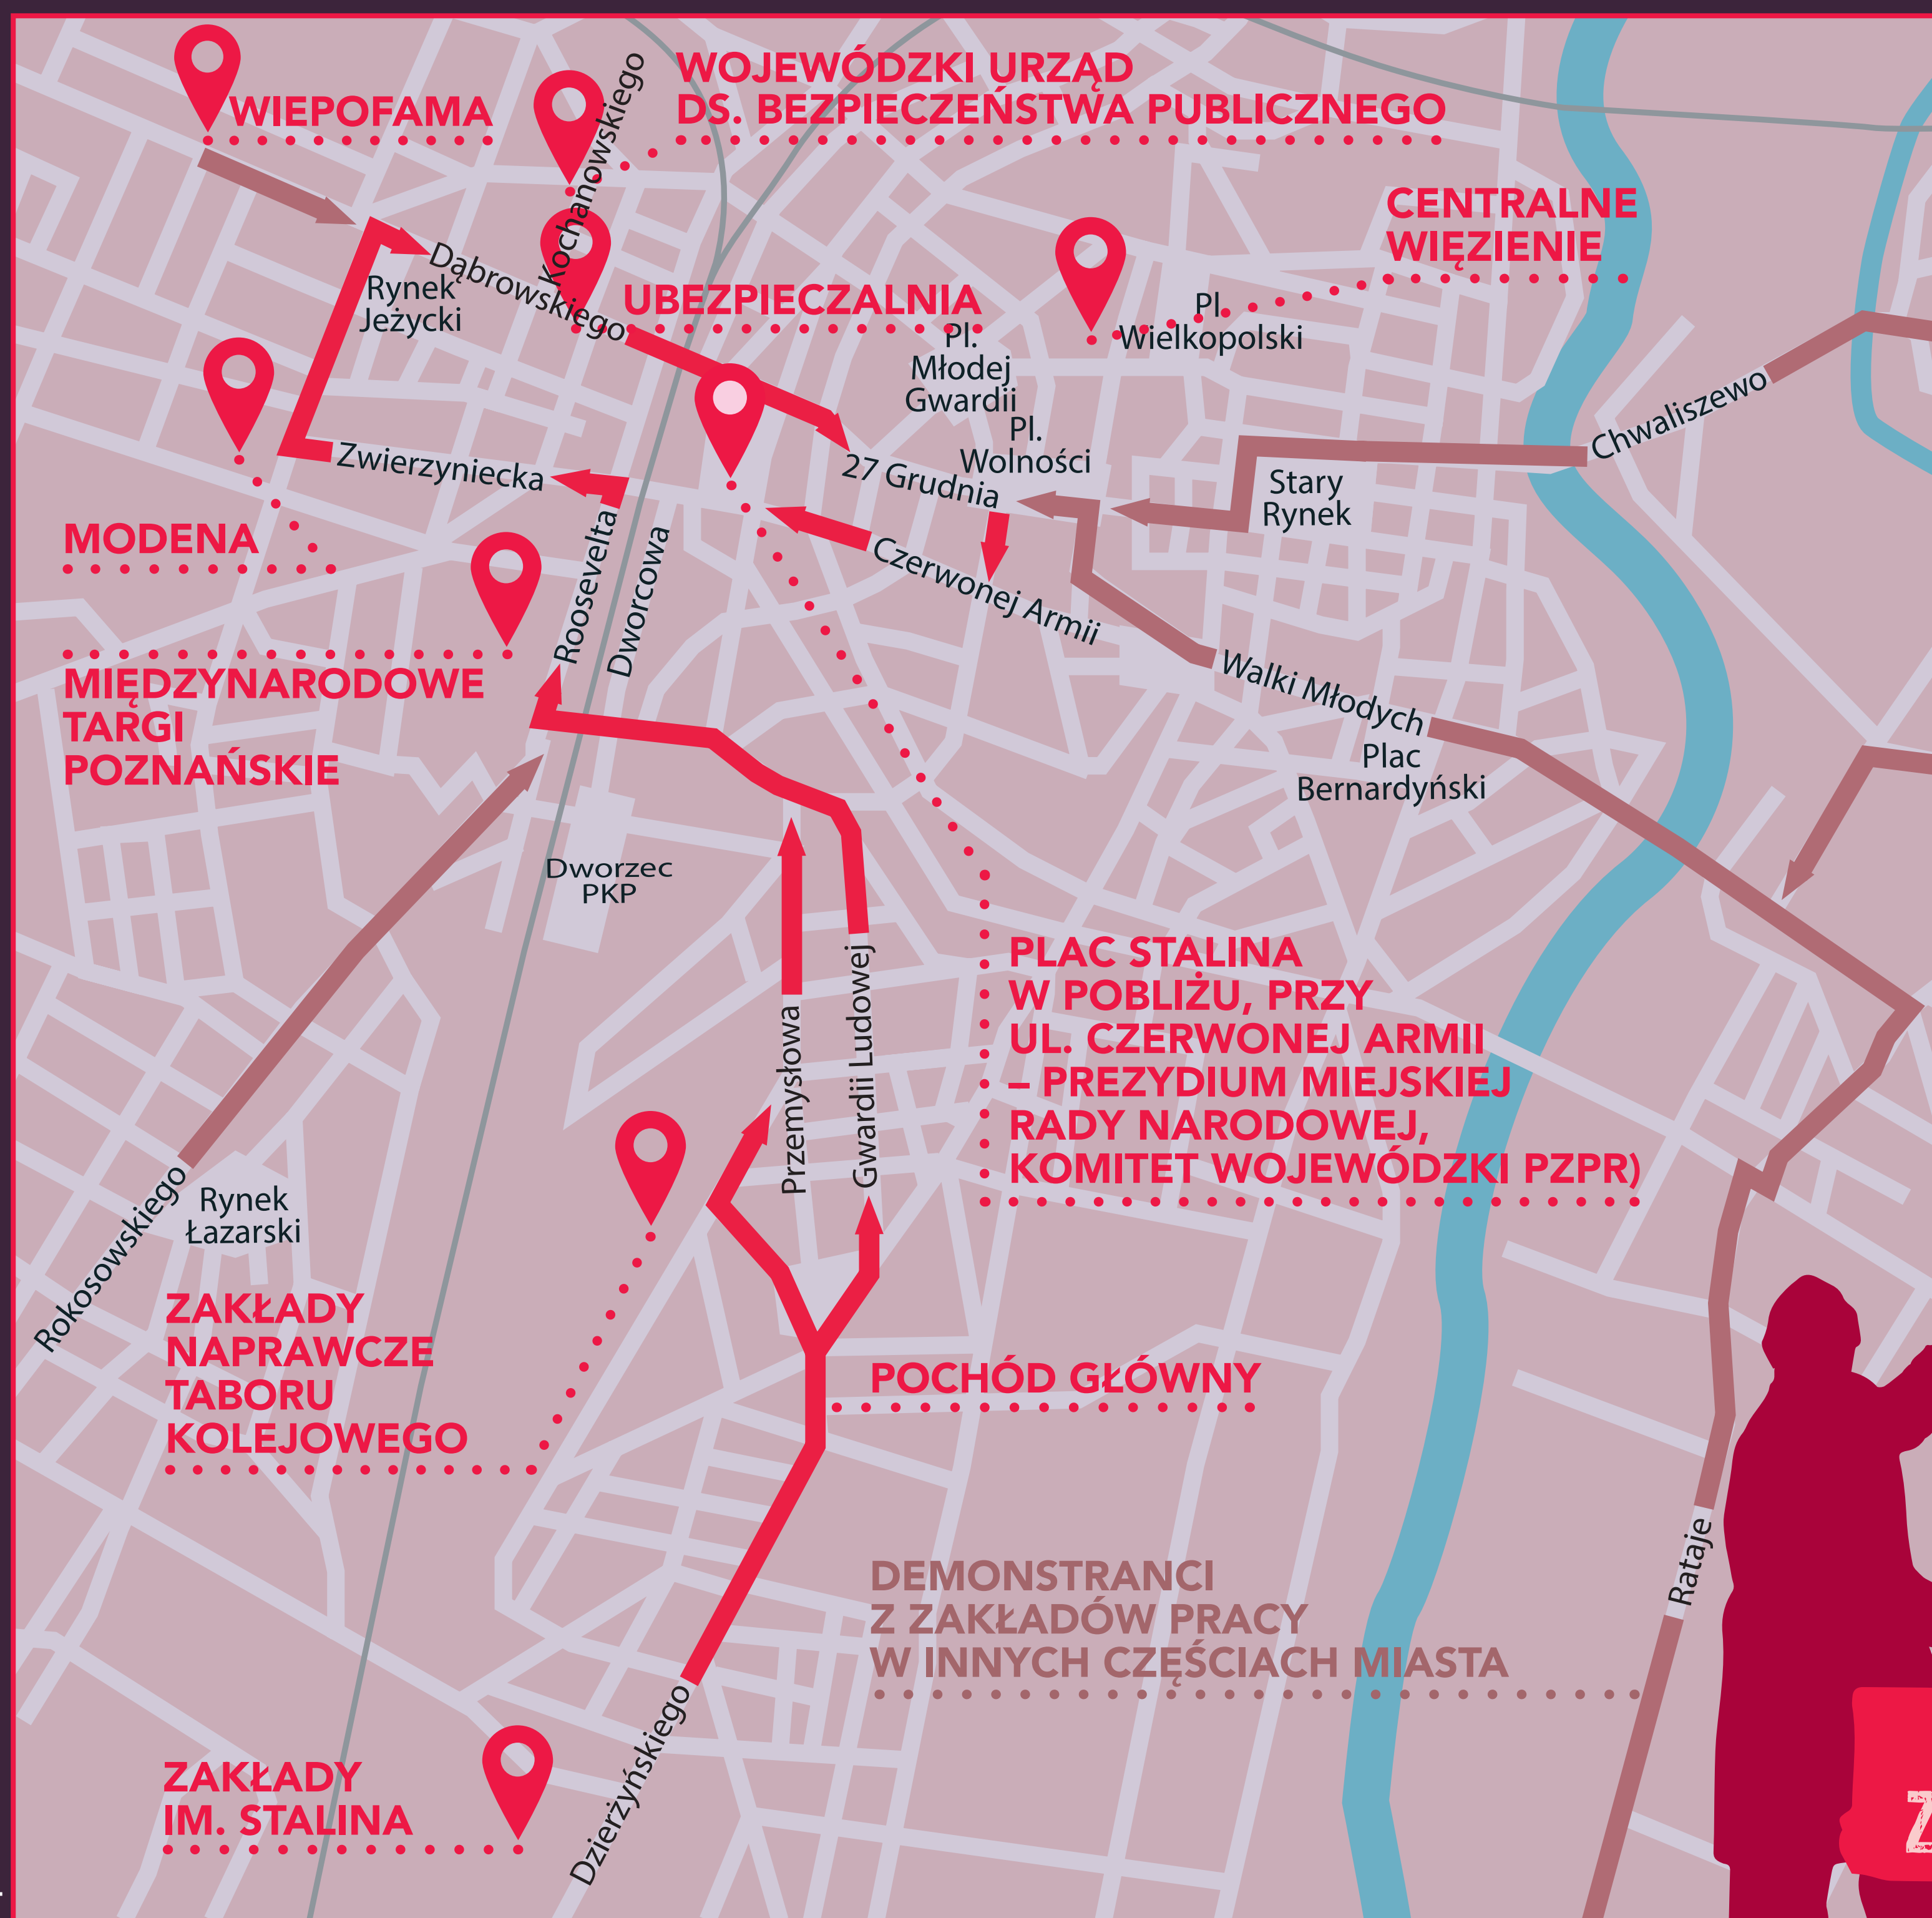 WIEPOFAMA
Kochanowskiego
WOJEWÓDZKI URZĄD
DS. BEZPIECZEŃSTWA PUBLICZNEGO
CENTRALNE
WIĘZIENIE
Dąbrowskiego
Rynek
Jeżycki
UBEZPIECZALNIA
Pl.
Wielkopolski
Pl.
Młodej
Gwardii
Pl.
Wolności
Chwaliszewo
Zwierzyniecka
27 Grudnia
Stary
Rynek
MODENA
Roosevelta
Dworcowa
Czerwonej Armii
MIĘDZYNARODOWE
TARGI
POZNAŃSKIE
Walki Młodych
Plac
Bernardyński
Dworzec
PKP
PLAC STALINA
W POBLIŻU, PRZY
UL. CZERWONEJ ARMII
– PREZYDIUM MIEJSKIEJ
RADY NARODOWEJ,
KOMITET WOJEWÓDZKI PZPR)
Przemysłowa
Gwardii Ludowej
Rokosowskiego
Rynek
Łazarski
ZAKŁADY
NAPRAWCZE
TABORU
KOLEJOWEGO
POCHÓD GŁÓWNY
DEMONSTRANCI
Z ZAKŁADÓW PRACY
W INNYCH CZĘŚCIACH MIASTA
Rataje
ZAKŁADY
IM. STALINA
Dzierżyńskiego